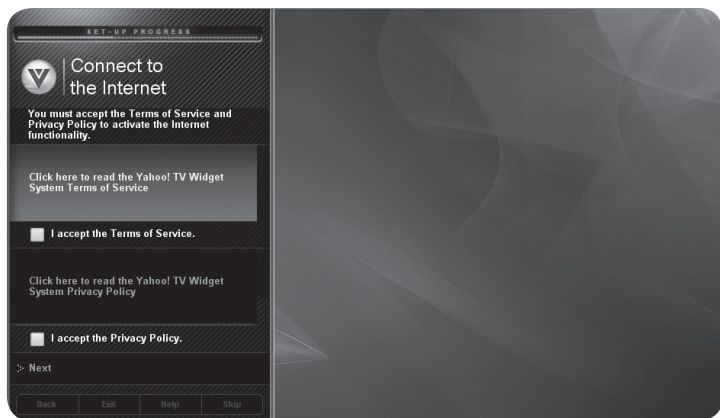 SET-UP PROGRESS
Connect to
the Internet
You must accept the Terms of Service and
Privacy Policy to activate the Internet
functionality.
Click here to read the Yahoo! TV Widget
System Terms of Service
I accept the Terms of Service.
Click here to read the Yahoo! TV Widget
System Privacy Policy
I accept the Privacy Policy.
Next
Back Exit Help Skip